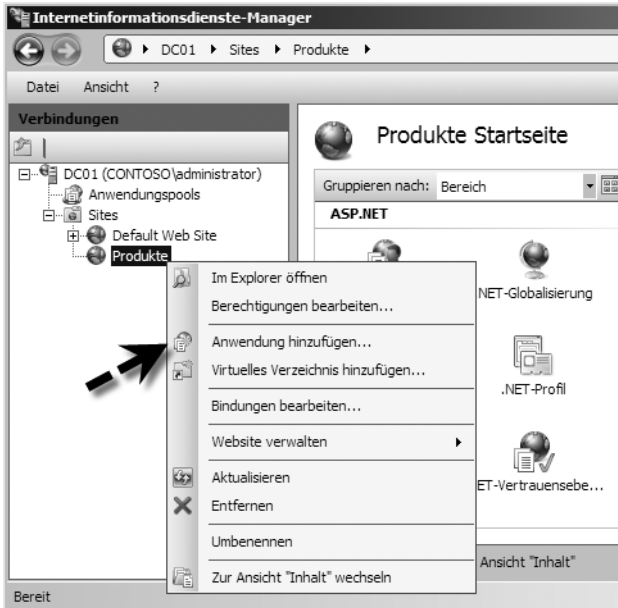 Internetinformationsdienste-Manager
DC01 Sites Produkte
Datei Ansicht ?
Verbindungen
DC01 (CONTOSO\administrator)
Anwendungspools
Sites
Default Web Site
Produkte
Produkte Startseite
Gruppieren nach: Bereich
ASP.NET
.NET-Globalisierung
.NET-Profil
ET-Vertrauensebe...
Im Explorer öffnen
Berechtigungen bearbeiten...
Anwendung hinzufügen...
Virtuelles Verzeichnis hinzufügen...
Bindungen bearbeiten...
Website verwalten
Aktualisieren
Entfernen
Umbenennen
Zur Ansicht "Inhalt" wechseln
Ansicht "Inhalt"
Bereit